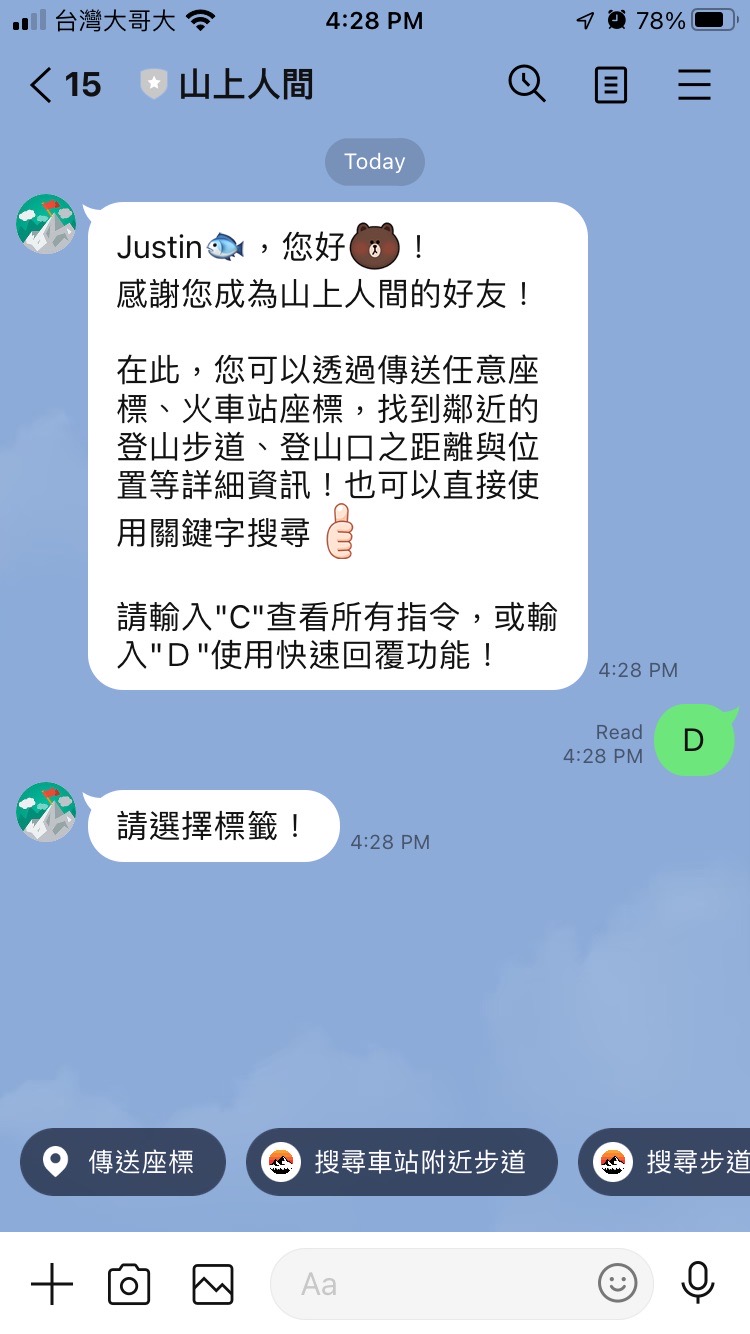 台灣大哥大 4:28 PM 78%
15 山上人間
Today
Justin🐟，您好！
感謝您成為山上人間的好友！
在此，您可以透過傳送任意座
標、火車站座標，找到鄰近的
登山步道、登山口之距離與位
置等詳細資訊！也可以直接使
用關鍵字搜尋
請輸入"C"查看所有指令，或輸
入"Ｄ"使用快速回覆功能！
4:28 PM
D
Read
4:28 PM
請選擇標籤！
4:28 PM
傳送座標 搜尋車站附近步道 搜尋步道
Aa